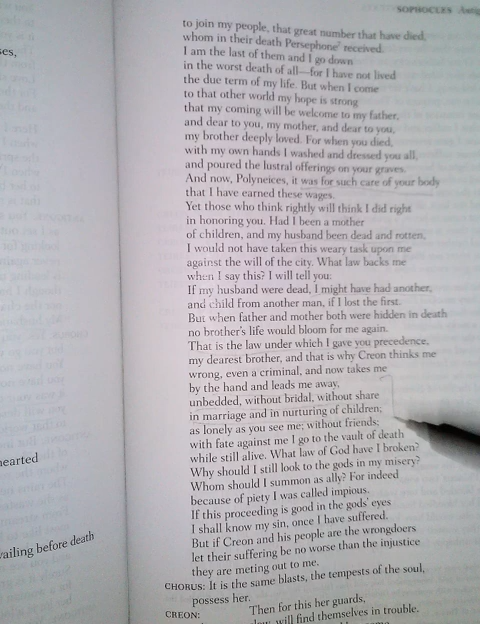 SOPHOCLES
to join my people, that great number that have died,
whom in their death Persephone⁷ received.
I am the last of them and I go down
in the worst death of all—for I have not lived
the due term of my life. But when I come
to that other world my hope is strong
that my coming will be welcome to my father,
and dear to you, my mother, and dear to you,
my brother deeply loved. For when you died,
with my own hands I washed and dressed you all,
and poured the lustral offerings on your graves.
And now, Polyneices, it was for such care of your body
that I have earned these wages.
Yet those who think rightly will think I did right
in honoring you. Had I been a mother
of children, and my husband been dead and rotten,
I would not have taken this weary task upon me
against the will of the city. What law backs me
when I say this? I will tell you:
If my husband were dead, I might have had another,
and child from another man, if I lost the first.
But when father and mother both were hidden in death
no brother's life would bloom for me again.
That is the law under which I gave you precedence,
my dearest brother, and that is why Creon thinks me
wrong, even a criminal, and now takes me
by the hand and leads me away,
unbedded, without bridal, without share
in marriage and in nurturing of children;
as lonely as you see me; without friends;
with fate against me I go to the vault of death
while still alive. What law of God have I broken?
Why should I still look to the gods in my misery?
Whom should I summon as ally? For indeed
because of piety I was called impious.
If this proceeding is good in the gods' eyes
I shall know my sin, once I have suffered.
But if Creon and his people are the wrongdoers
let their suffering be no worse than the injustice
they are meting out to me.
CHORUS: It is the same blasts, the tempests of the soul,
possess her.
CREON: Then for this her guards,
will find themselves in trouble.
hearted
before death